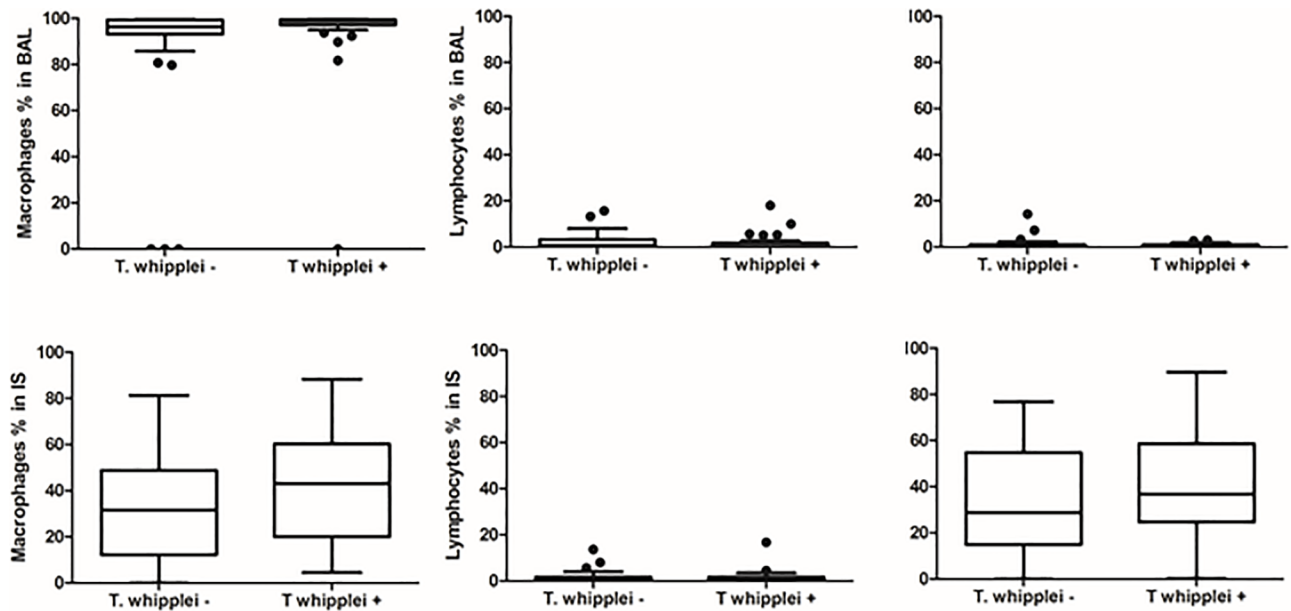 Macrophages % in BAL
100
80
60
40
20
0
T. whipplei -
T whipplei +
Lymphocytes % in BAL
100
80
60
40
20
0
T. whipplei -
T whipplei +
100
80
60
40
20
0
T. whipplei -
T whipplei +
Macrophages % in IS
100
80
60
40
20
0
T. whipplei -
T whipplei +
Lymphocytes % in IS
100
80
60
40
20
0
T. whipplei -
T whipplei +
100
80
60
40
20
0
T. whipplei -
T whipplei +